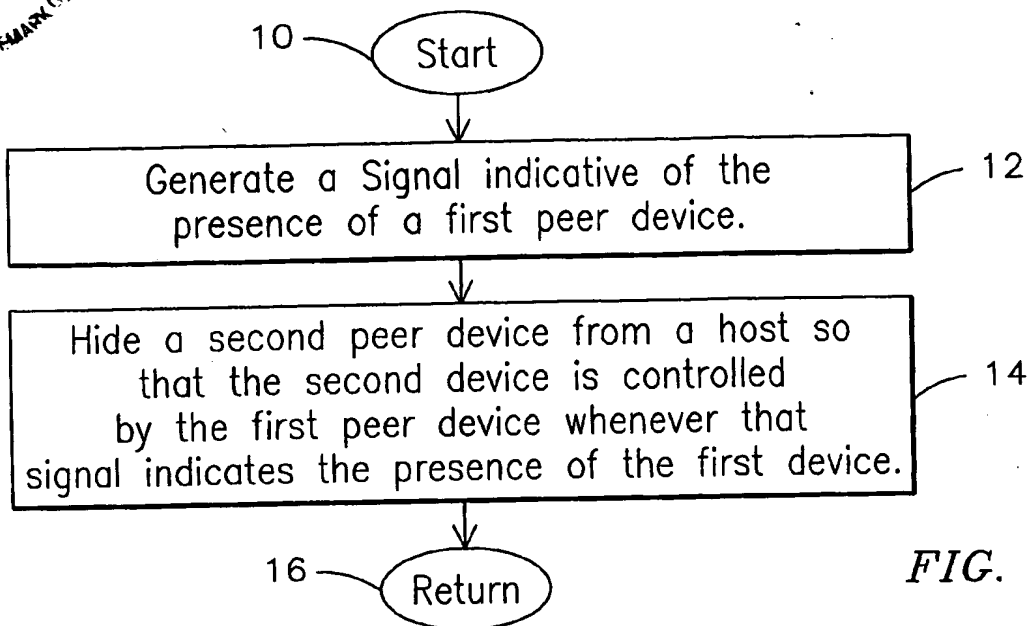 10
Start
Generate a Signal indicative of the
presence of a first peer device.
12
Hide a second peer device from a host so
that the second device is controlled
by the first peer device whenever that
signal indicates the presence of the first device.
14
16
Return
FIG.